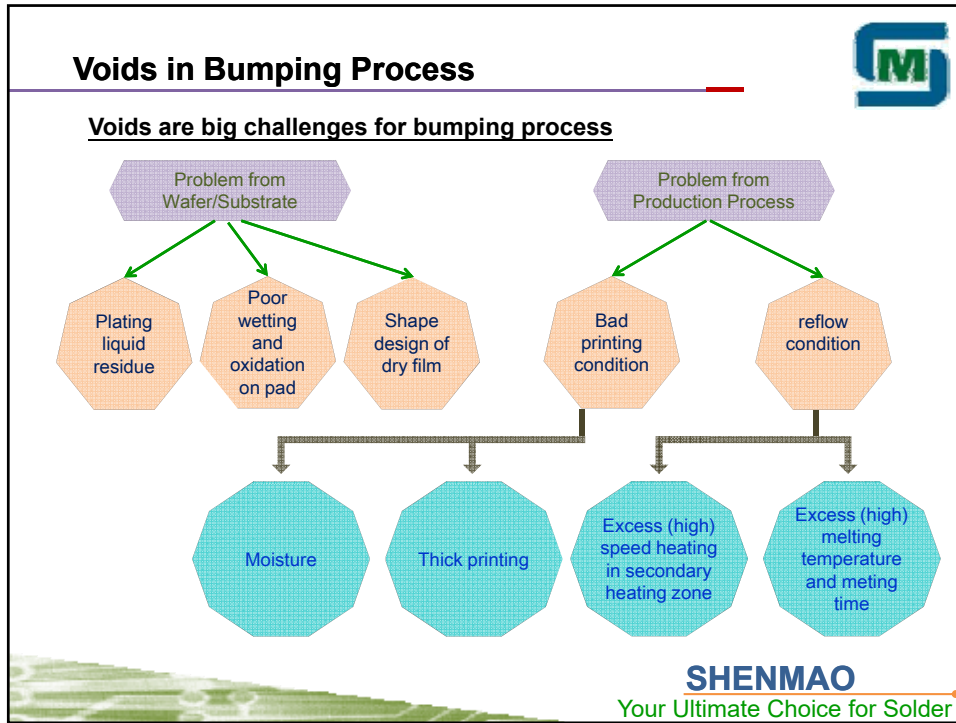 Voids in Bumping Process
SM
Voids are big challenges for bumping process
Problem from
Wafer/Substrate
Problem from
Production Process
Plating
liquid
residue
Poor
wetting
and
oxidation
on pad
Shape
design of
dry film
Bad
printing
condition
reflow
condition
Moisture
Thick printing
Excess (high)
speed heating
in secondary
heating zone
Excess (high)
melting
temperature
and meting
time
SHENMAO
Your Ultimate Choice for Solder